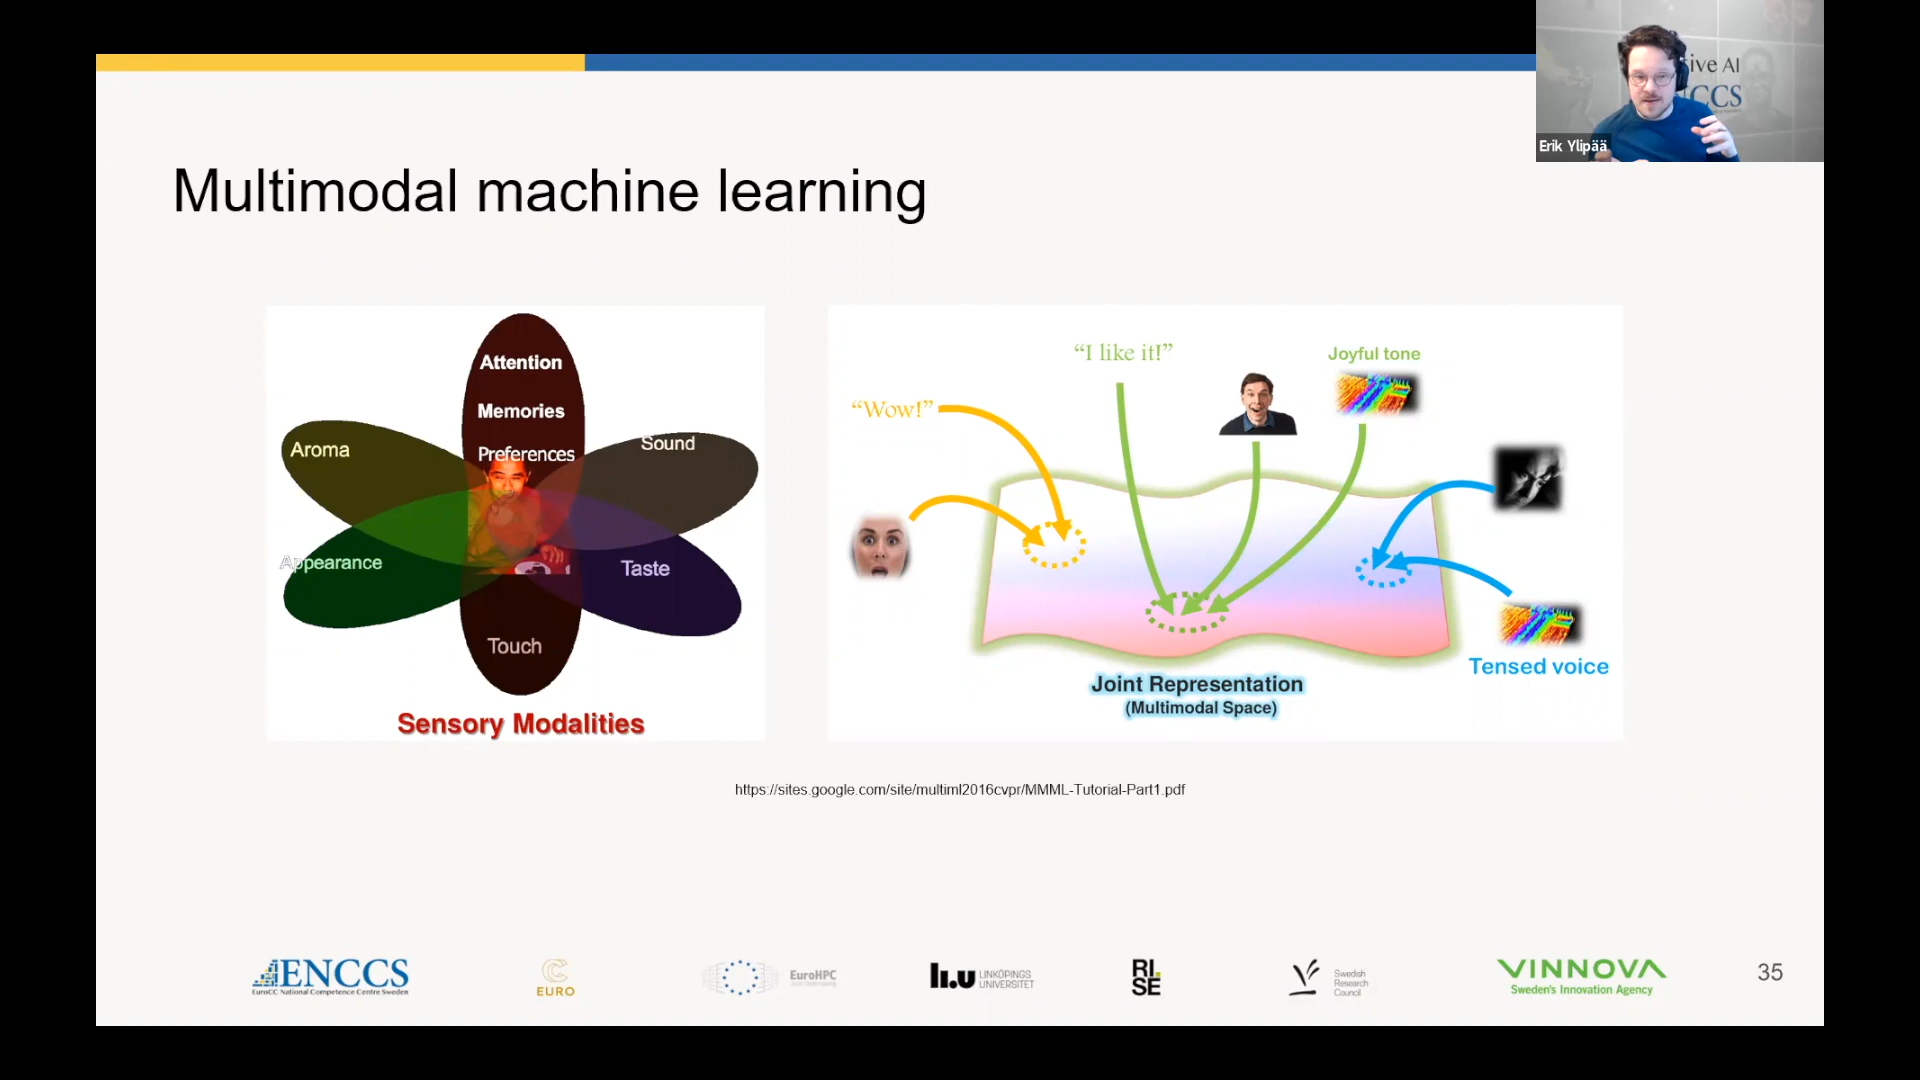 ive AI
CCS
Erik Ylipää
Multimodal machine learning
Attention
Memories
Preferences
Aroma
Sound
Appearance
Taste
Touch
Sensory Modalities
“I like it!”
Joyful tone
“Wow!”
Tensed voice
Joint Representation
(Multimodal Space)
https://sites.google.com/site/multiml2016cvpr/MMML-Tutorial-Part1.pdf
ENCCS
EuroCC National Competence Centre Sweden
EURO
EuroHPC
Joint Undertaking
LI.U LINKÖPINGS
UNIVERSITET
RI.
SE
Swedish
Research
Council
VINNOVA
Sweden's Innovation Agency
35